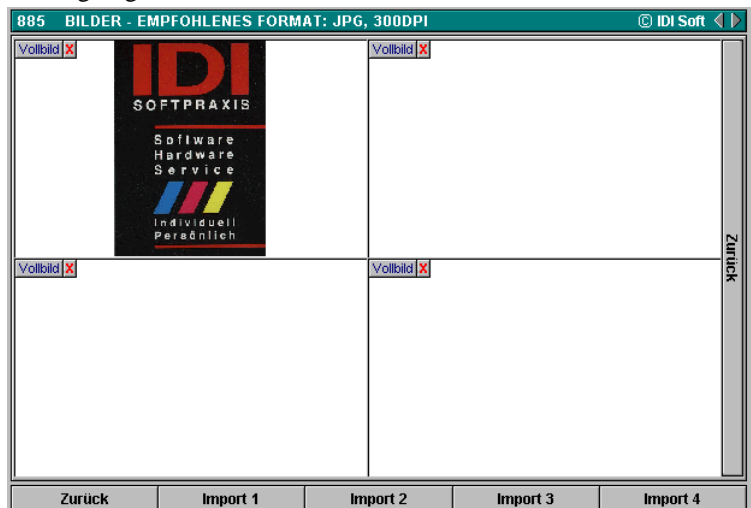 885 BILDER - EMPFOHLENES FORMAT: JPG, 300DPI © IDI Soft
Vollbild X
Vollbild X
IDI
SOFTPRAXIS
Software
Hardware
Service
Individuell
Persönlich
Zurück
Vollbild X
Vollbild X
Zurück Import 1 Import 2 Import 3 Import 4